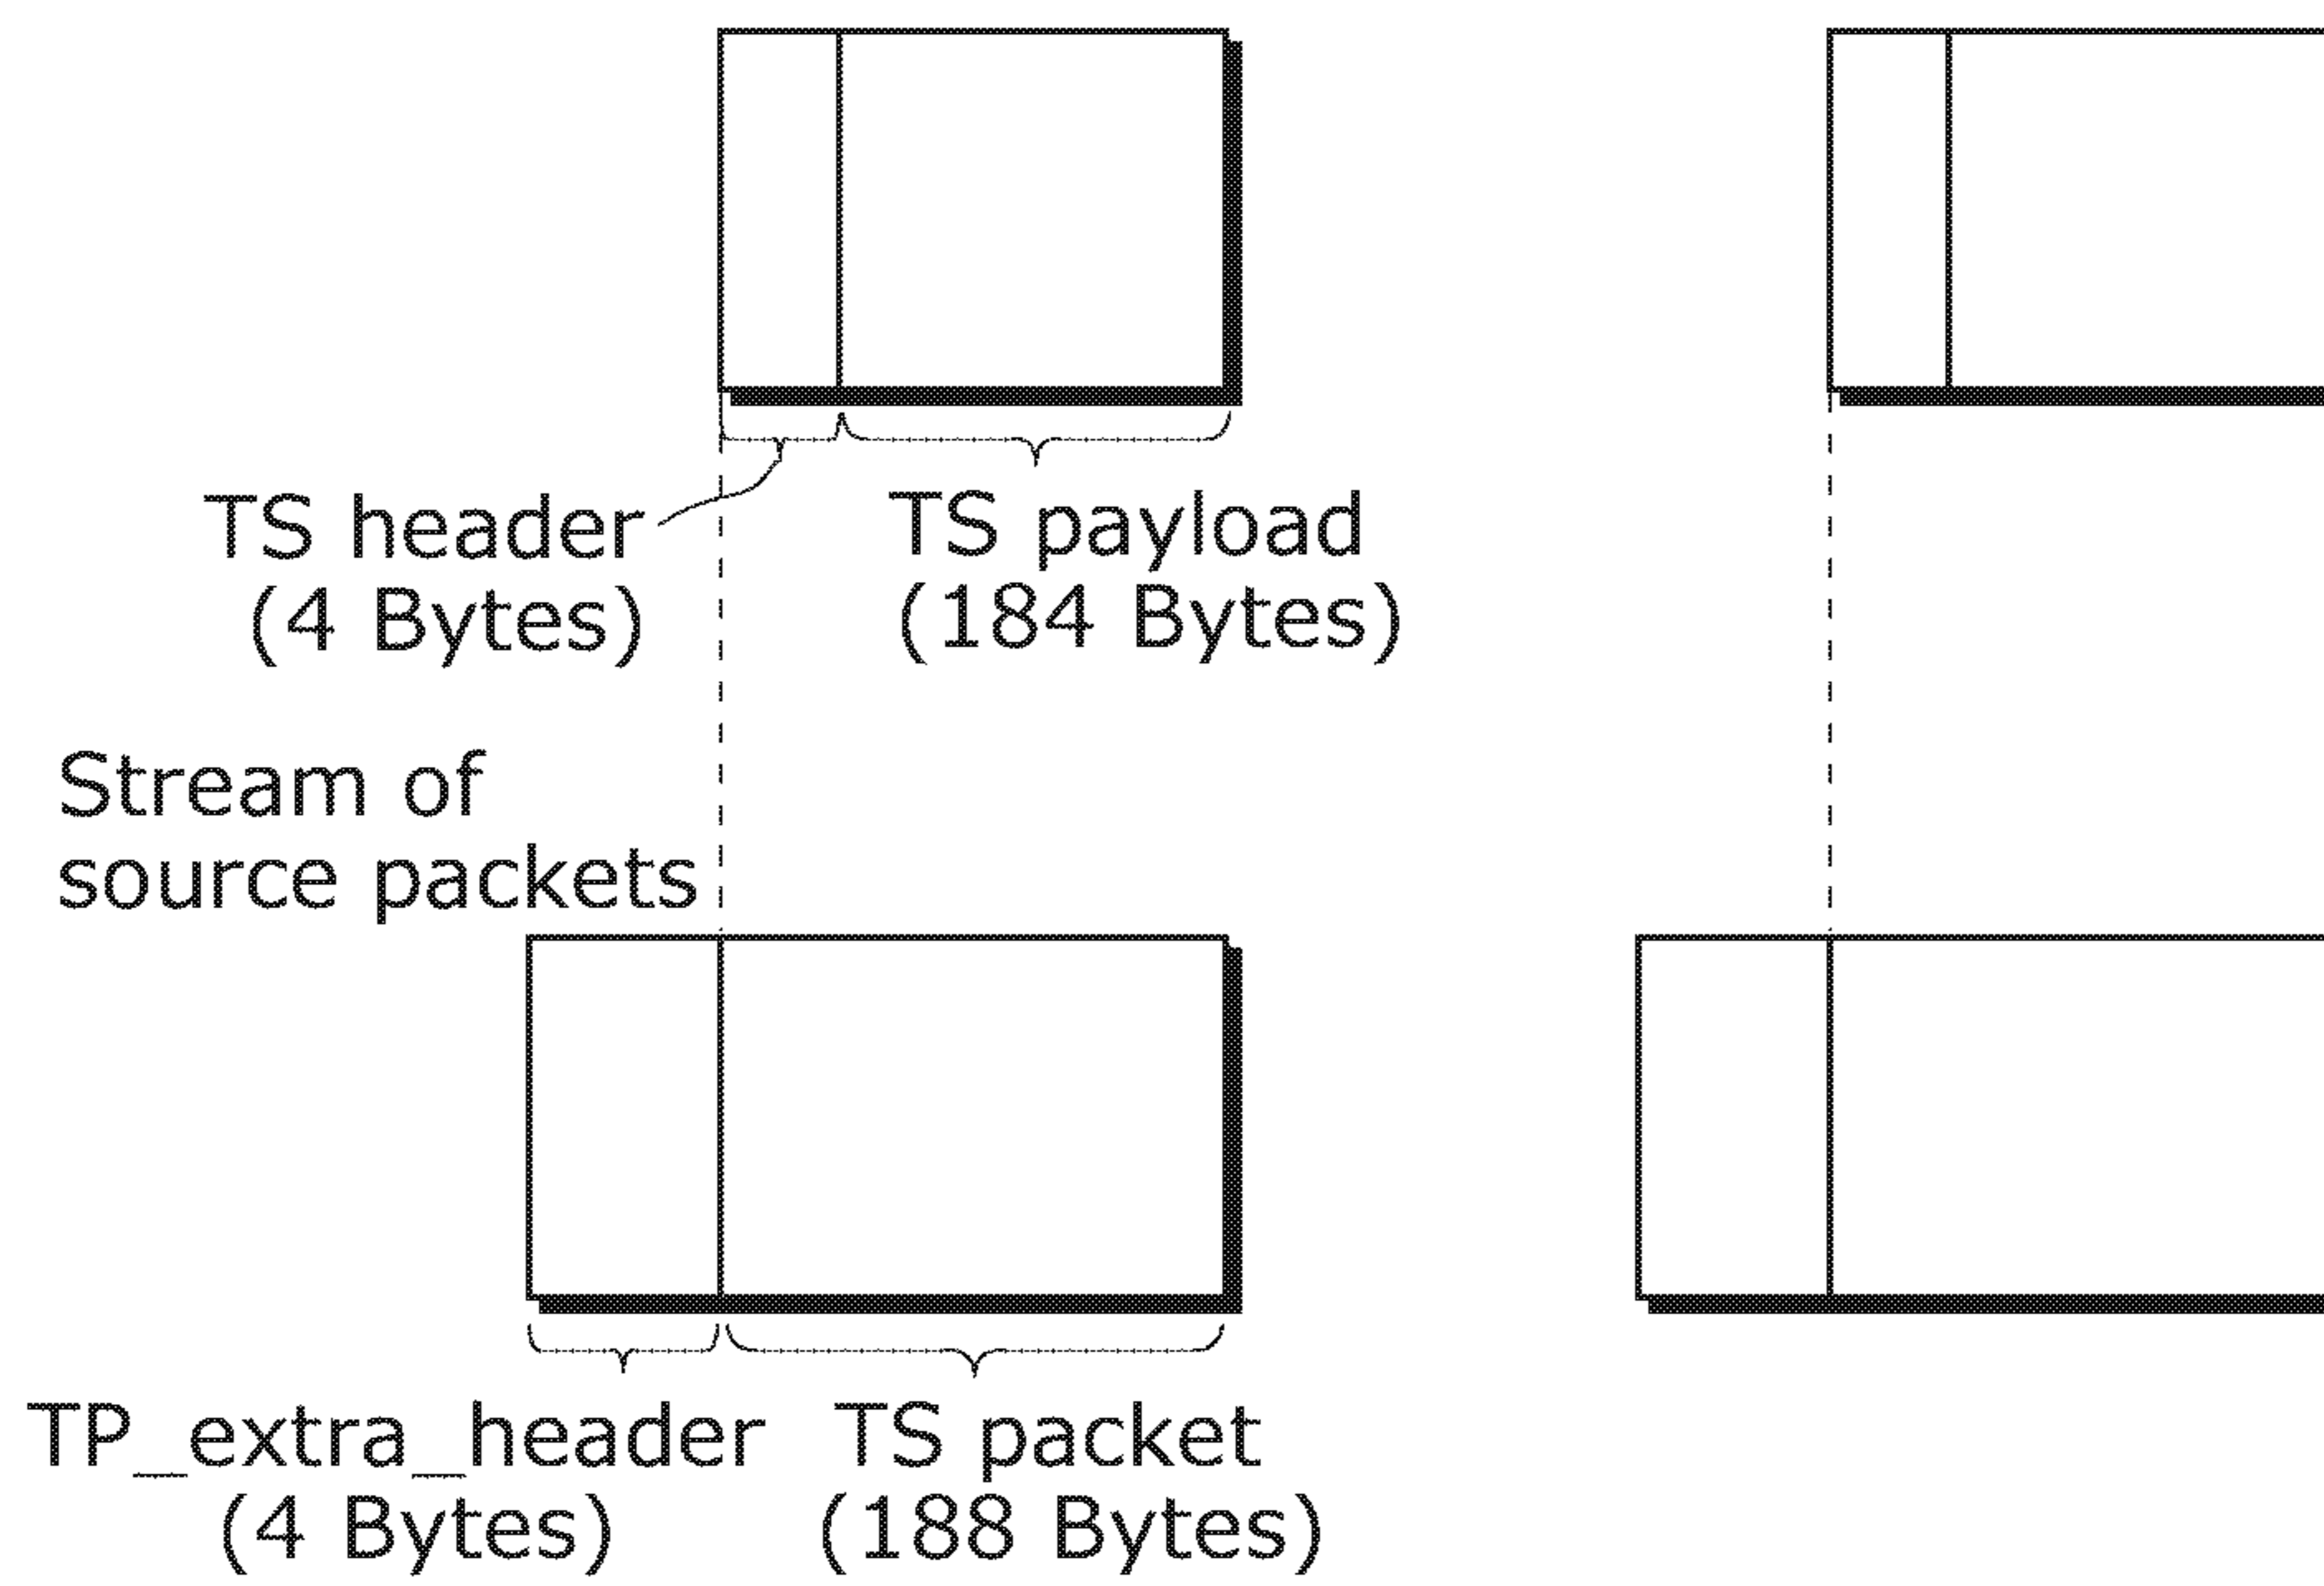 TS header
(4 Bytes)
TS payload
(184 Bytes)
Stream of
source packets
TP_extra_header
(4 Bytes)
TS packet
(188 Bytes)